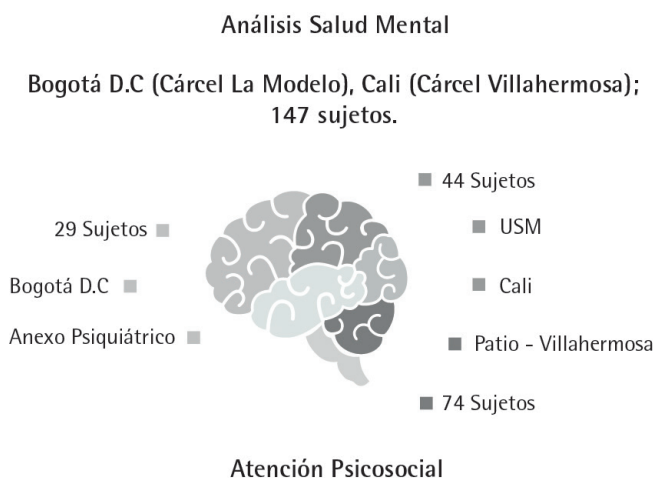 Análisis Salud Mental
Bogotá D.C (Cárcel La Modelo), Cali (Cárcel Villahermosa);
147 sujetos.
29 Sujetos
Bogotá D.C
Anexo Psiquiátrico
44 Sujetos
USM
Cali
Patio - Villahermosa
74 Sujetos
Atención Psicosocial